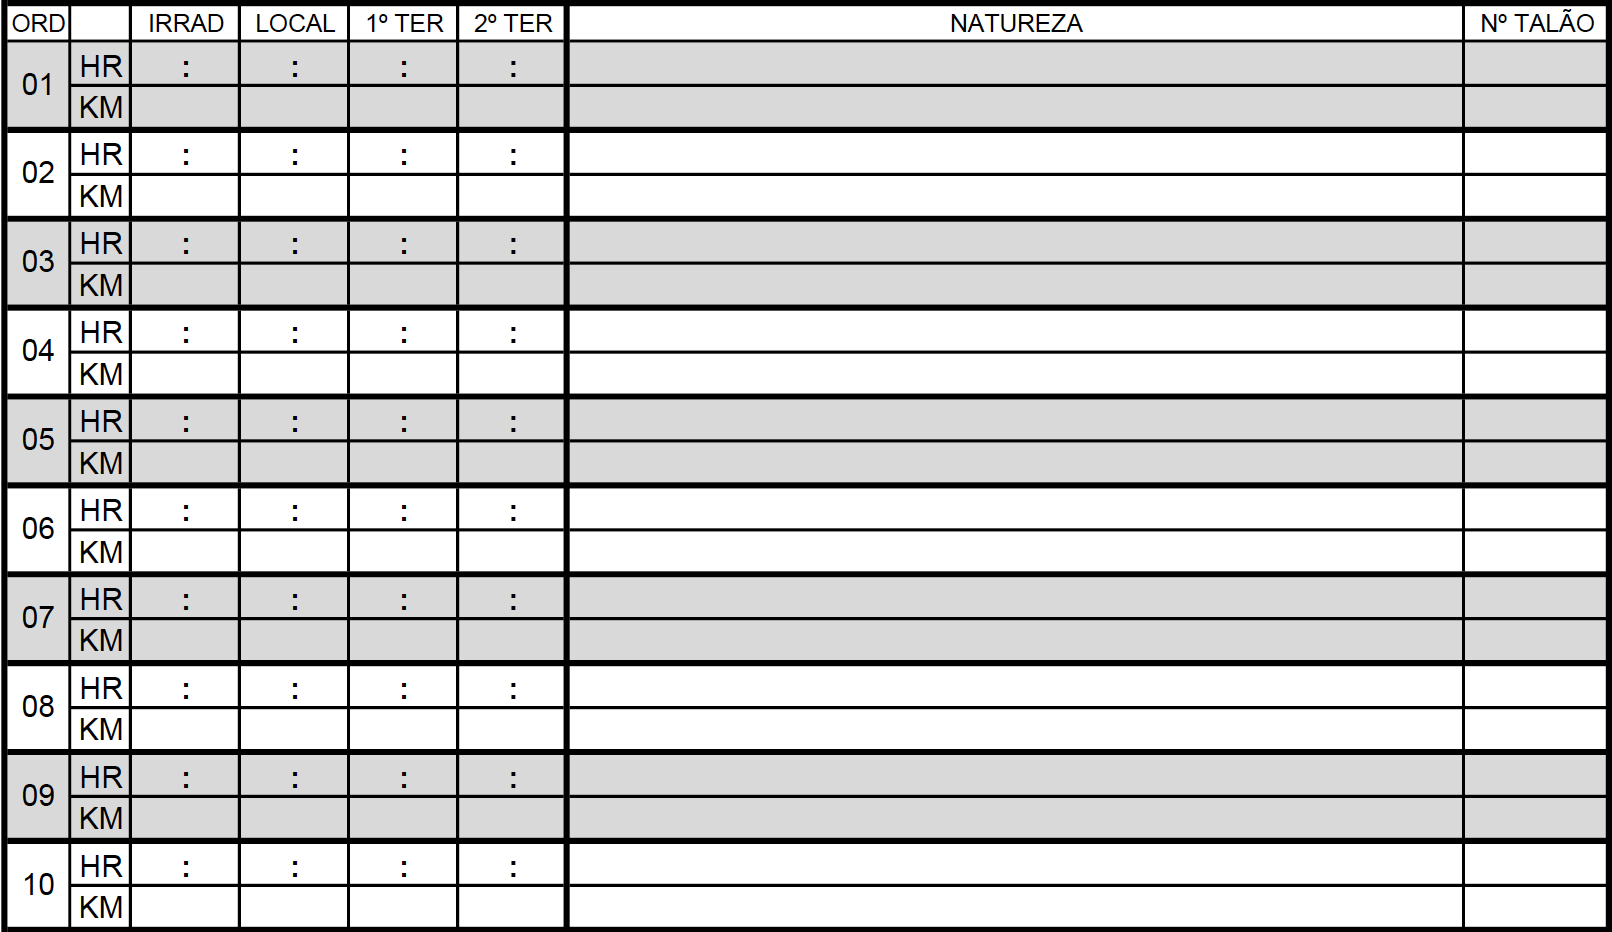 ORD IRRAD LOCAL 1º TER 2º TER NATUREZA Nº TALÃO
01 HR : : : :
KM
02 HR : : : :
KM
03 HR : : : :
KM
04 HR : : : :
KM
05 HR : : : :
KM
06 HR : : : :
KM
07 HR : : : :
KM
08 HR : : : :
KM
09 HR : : : :
KM
10 HR : : : :
KM